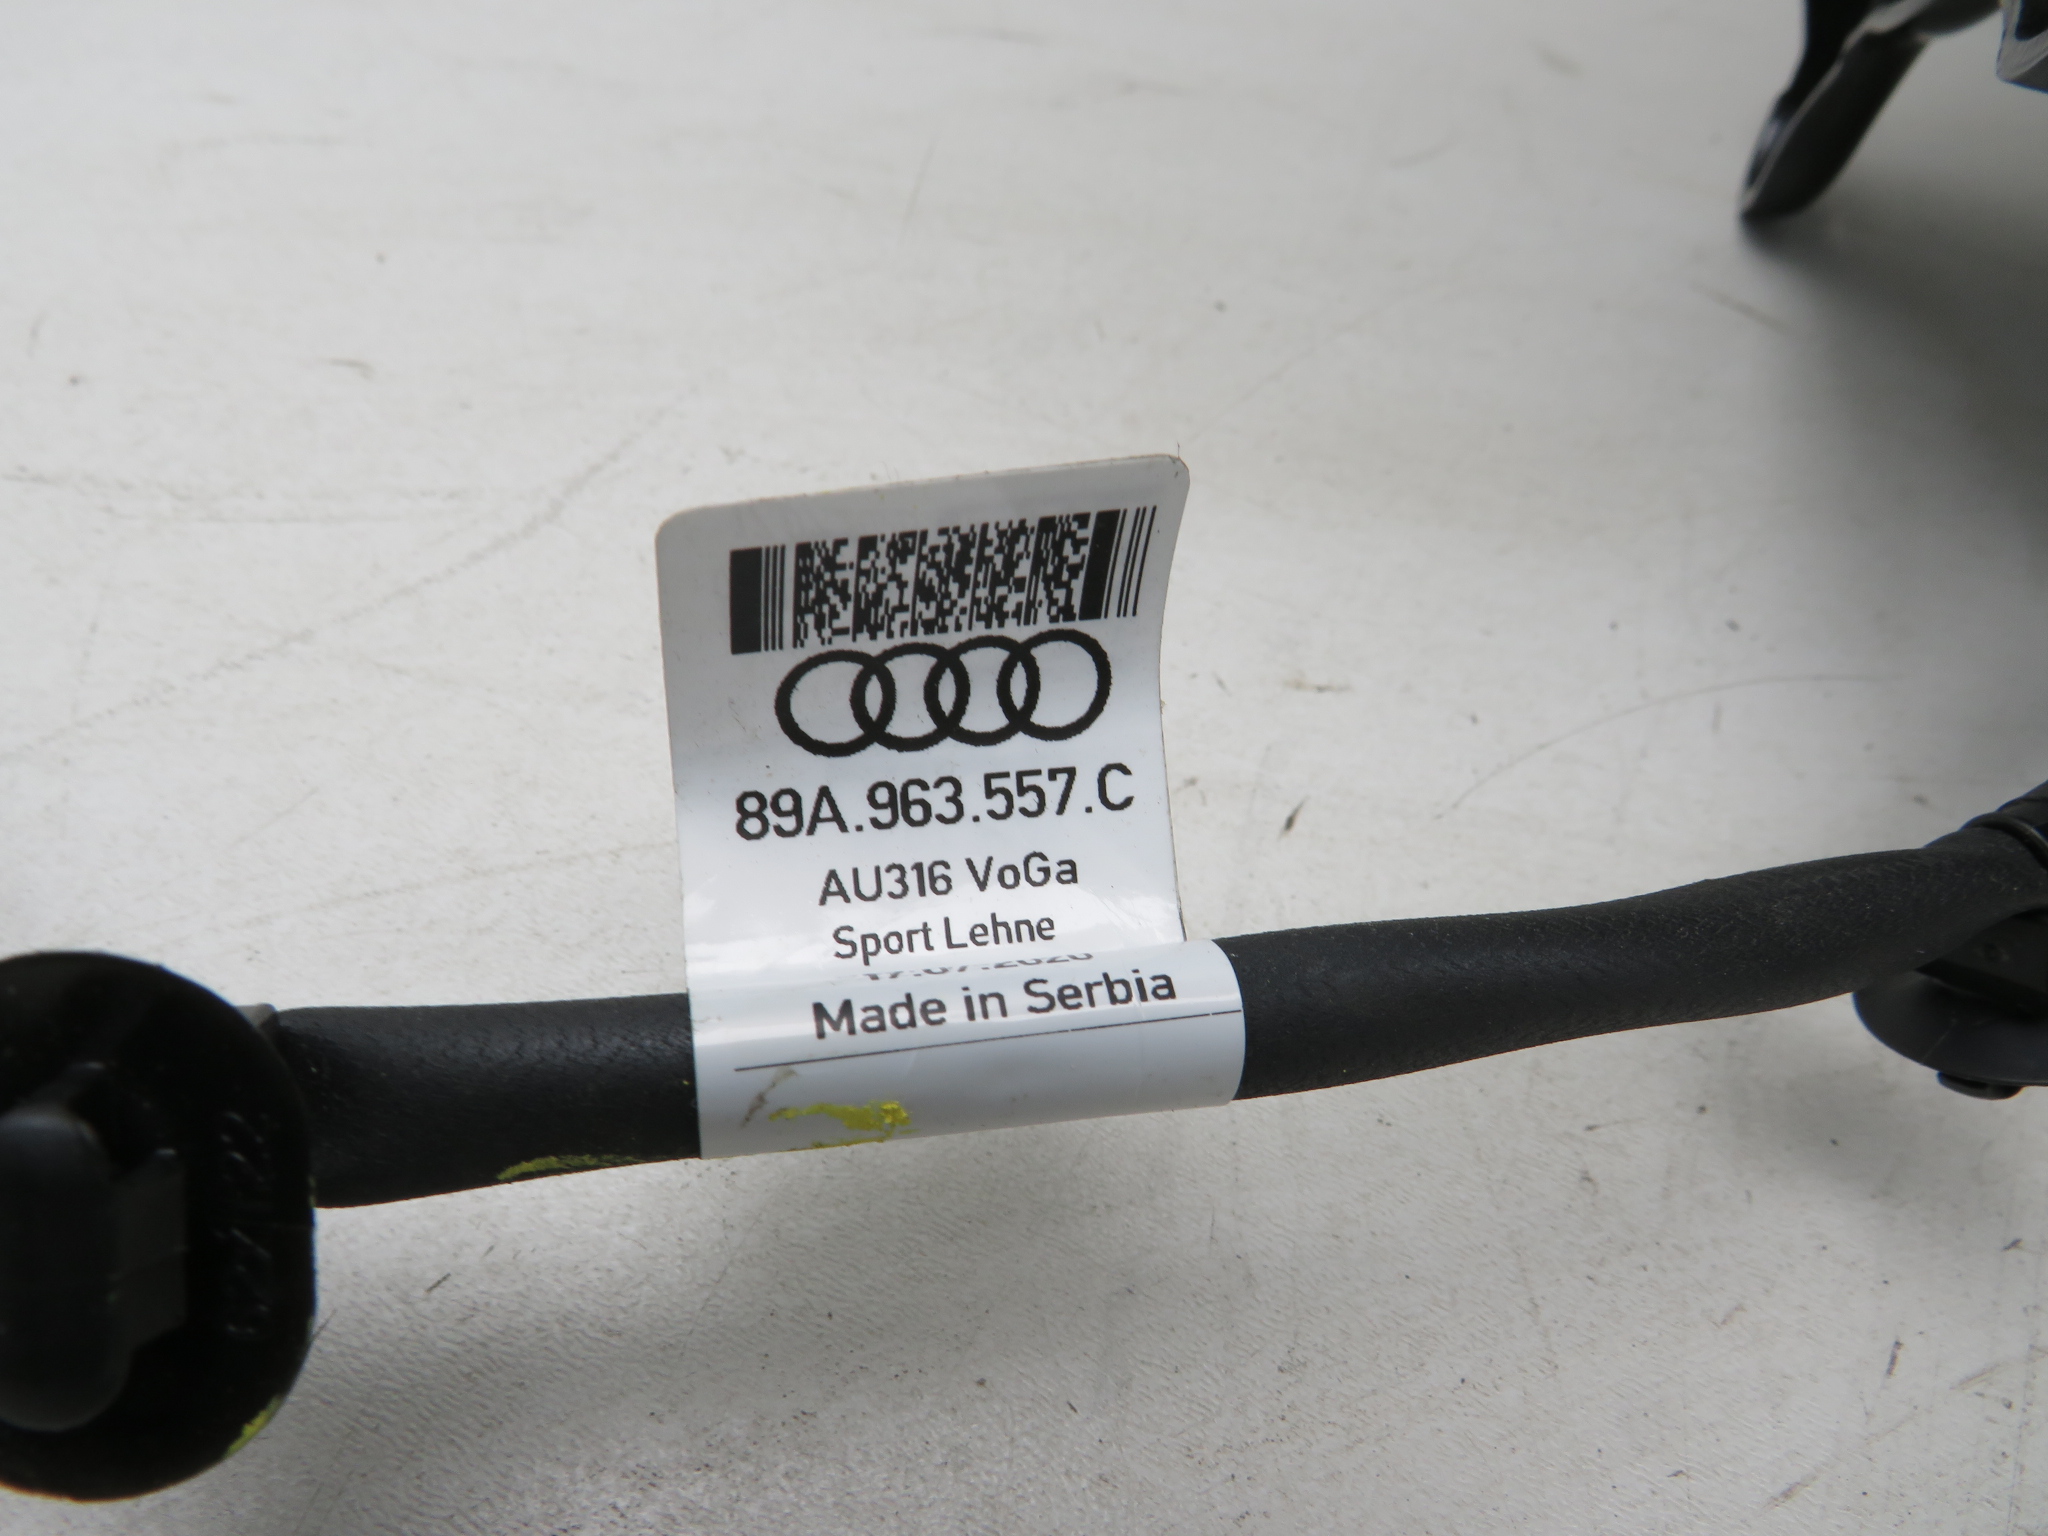 89A.963.557.C
AU316 VoGa
Sport Lehne
Made in Serbia